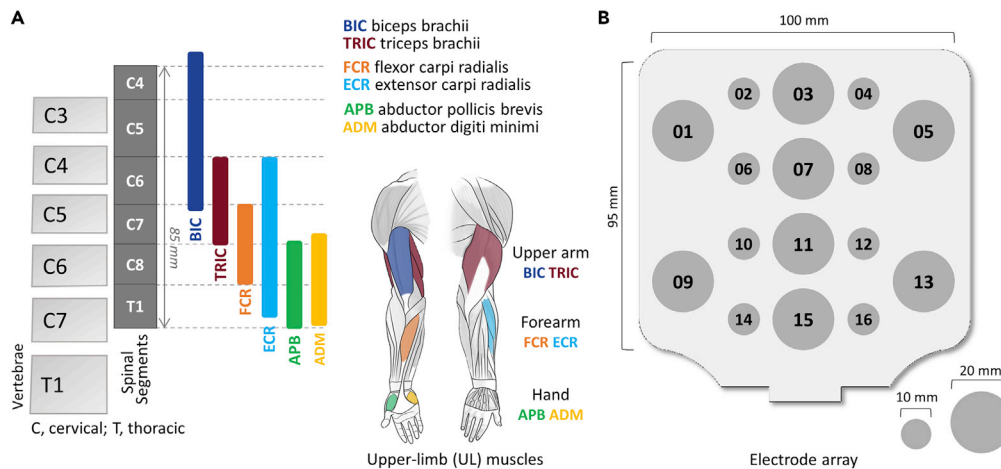 A
BIC biceps brachii
TRIC triceps brachii
FCR flexor carpi radialis
ECR extensor carpi radialis
APB abductor pollicis brevis
ADM abductor digiti minimi
Vertebrae
C3
C4
C5
C6
C7
T1
Spinal
Segments
C4
C5
C6
C7
C8
T1
85 mm
BIC
TRIC
FCR
ECR
APB
ADM
C, cervical; T, thoracic
Upper arm
BIC TRIC
Forearm
FCR ECR
Hand
APB ADM
Upper-limb (UL) muscles
B
100 mm
95 mm
02 03 04
01 05
06 07 08
10 11 12
09 13
14 15 16
10 mm
20 mm
Electrode array